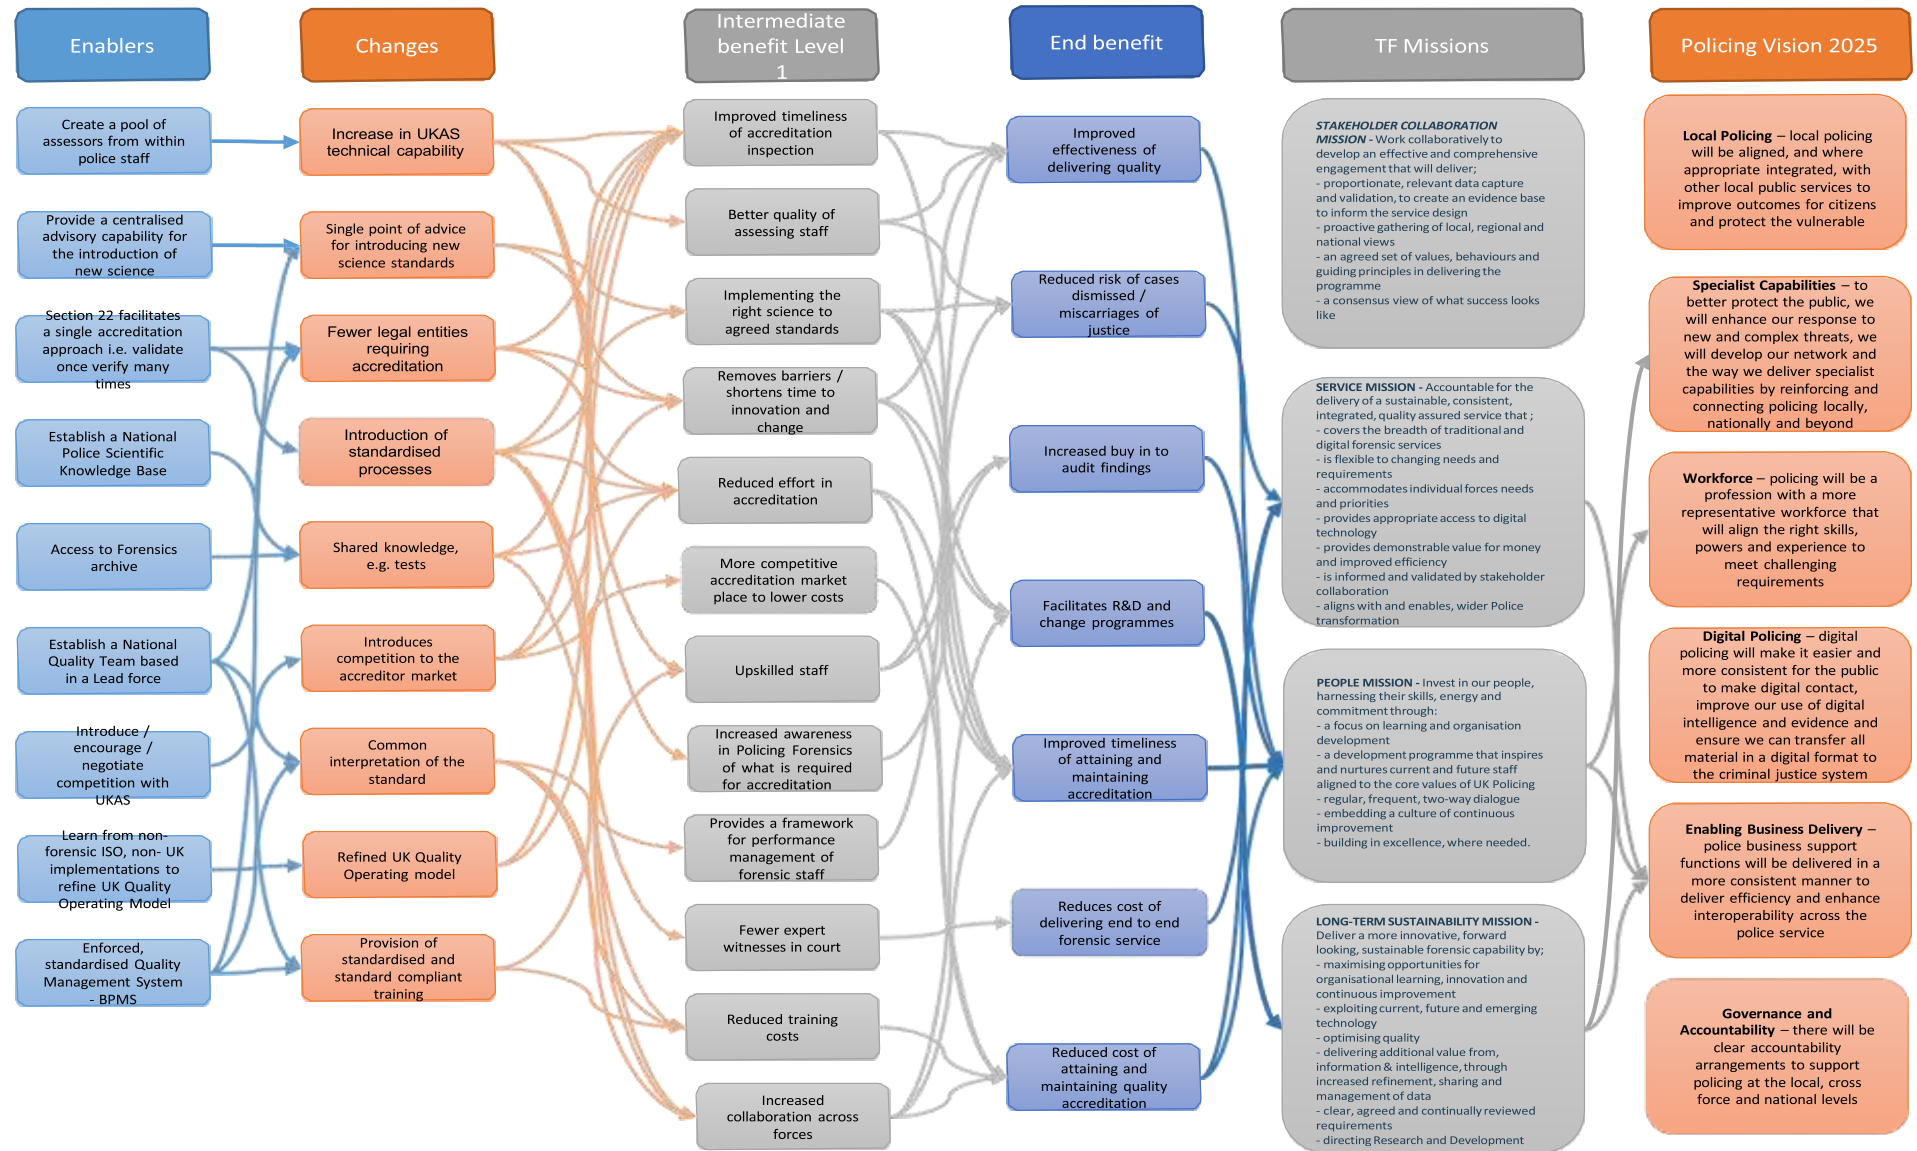 Enablers
Changes
Intermediate
benefit Level
1
End benefit
TF Missions
Policing Vision 2025
Create a pool of
assessors from within
police staff
Provide a centralised
advisory capability for
the introduction of
new science
Section 22 facilitates
a single accreditation
approach i.e. validate
once verify many
times
Establish a National
Police Scientific
Knowledge Base
Access to Forensics
archive
Establish a National
Quality Team based
in a Lead force
Introduce /
encourage /
negotiate
competition with
UKAS
Learn from non-
forensic ISO, non- UK
implementations to
refine UK Quality
Operating Model
Enforced,
standardised Quality
Management System
- BPMS
Increase in UKAS
technical capability
Single point of advice
for introducing new
science standards
Fewer legal entities
requiring
accreditation
Introduction of
standardised
processes
Shared knowledge,
e.g. tests
Introduces
competition to the
accreditor market
Common
interpretation of the
standard
Refined UK Quality
Operating model
Provision of
standardised and
standard compliant
training
Improved timeliness
of accreditation
inspection
Better quality of
assessing staff
Implementing the
right science to
agreed standards
Removes barriers /
shortens time to
innovation and
change
Reduced effort in
accreditation
More competitive
accreditation market
place to lower costs
Upskilled staff
Increased awareness
in Policing Forensics
of what is required
for accreditation
Provides a framework
for performance
management of
forensic staff
Fewer expert
witnesses in court
Reduced training
costs
Increased
collaboration across
forces
Improved
effectiveness of
delivering quality
Reduced risk of cases
dismissed /
miscarriages of
justice
Increased buy in to
audit findings
Facilitates R&D and
change programmes
Improved timeliness
of attaining and
maintaining
accreditation
Reduces cost of
delivering end to end
forensic service
Reduced cost of
attaining and
maintaining quality
accreditation
STAKEHOLDER COLLABORATION
MISSION - Work collaboratively to
develop an effective and comprehensive
engagement that will deliver;
- proportionate, relevant data capture
and validation, to create an evidence base
to inform the service design
- proactive gathering of local, regional and
national views
- an agreed set of values, behaviours and
guiding principles in delivering the
programme
- a consensus view of what success looks
like
SERVICE MISSION - Accountable for the
delivery of a sustainable, consistent,
integrated, quality assured service that ;
- covers the breadth of traditional and
digital forensic services
- is flexible to changing needs and
requirements
- accommodates individual forces needs
and priorities
- provides appropriate access to digital
technology
- provides demonstrable value for money
and improved efficiency
- is informed and validated by stakeholder
collaboration
- aligns with and enables, wider Police
transformation
PEOPLE MISSION - Invest in our people,
harnessing their skills, energy and
commitment through:
- a focus on learning and organisation
development
- a development programme that inspires
and nurtures current and future staff
aligned to the core values of UK Policing
- regular, frequent, two-way dialogue
- embedding a culture of continuous
improvement
- building in excellence, where needed.
LONG-TERM SUSTAINABILITY MISSION -
Deliver a more innovative, forward
looking, sustainable forensic capability by;
- maximising opportunities for
organisational learning, innovation and
continuous improvement
- exploiting current, future and emerging
technology
- optimising quality
- delivering additional value from,
information & intelligence, through
increased refinement, sharing and
management of data
- clear, agreed and continually reviewed
requirements
- directing Research and Development
Local Policing – local policing
will be aligned, and where
appropriate integrated, with
other local public services to
improve outcomes for citizens
and protect the vulnerable
Specialist Capabilities – to
better protect the public, we
will enhance our response to
new and complex threats, we
will develop our network and
the way we deliver specialist
capabilities by reinforcing and
connecting policing locally,
nationally and beyond
Workforce – policing will be a
profession with a more
representative workforce that
will align the right skills,
powers and experience to
meet challenging
requirements
Digital Policing – digital
policing will make it easier and
more consistent for the public
to make digital contact,
improve our use of digital
intelligence and evidence and
ensure we can transfer all
material in a digital format to
the criminal justice system
Enabling Business Delivery –
police business support
functions will be delivered in a
more consistent manner to
deliver efficiency and enhance
interoperability across the
police service
Governance and
Accountability – there will be
clear accountability
arrangements to support
policing at the local, cross
force and national levels